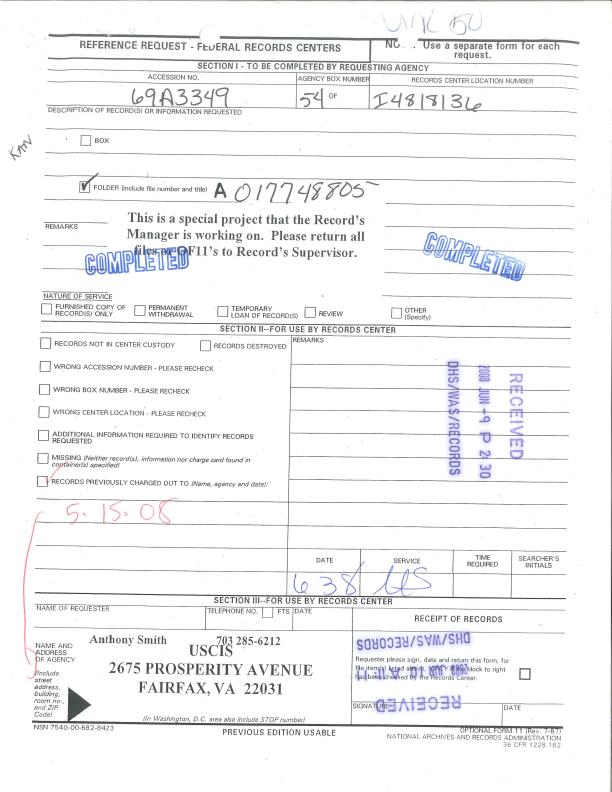 UMR 50
REFERENCE REQUEST - FEDERAL RECORDS CENTERS
Use a separate form for each request.
SECTION I - TO BE COMPLETED BY REQUESTING AGENCY
ACCESSION NO.
69A3349
AGENCY BOX NUMBER
54 OF
RECORDS CENTER LOCATION NUMBER
I4818136
DESCRIPTION OF RECORD(S) OR INFORMATION REQUESTED
KAN
BOX
FOLDER (include file number and title) A 017748805
REMARKS
This is a special project that the Record's
Manager is working on. Please return all
files or OF11's to Record's Supervisor.
COMPLETED
COMPLETED
NATURE OF SERVICE
FURNISHED COPY OF RECORD(S) ONLY
PERMANENT WITHDRAWAL
TEMPORARY LOAN OF RECORD(S)
REVIEW
OTHER (Specify)
SECTION II--FOR USE BY RECORDS CENTER
RECORDS NOT IN CENTER CUSTODY
RECORDS DESTROYED
REMARKS
WRONG ACCESSION NUMBER - PLEASE RECHECK
WRONG BOX NUMBER - PLEASE RECHECK
WRONG CENTER LOCATION - PLEASE RECHECK
ADDITIONAL INFORMATION REQUIRED TO IDENTIFY RECORDS REQUESTED
MISSING (Neither record(s), information nor charge card found in container(s) specified)
RECORDS PREVIOUSLY CHARGED OUT TO (Name, agency and date):
5.15.08
RECEIVED
2008 JUN -9 P 2:30
DHS/WAS/RECORDS
DATE
SERVICE
TIME REQUIRED
SEARCHER'S INITIALS
638
SECTION III--FOR USE BY RECORDS CENTER
NAME OF REQUESTER
TELEPHONE NO.
FTS
DATE
RECEIPT OF RECORDS
Anthony Smith 703 285-6212
NAME AND ADDRESS OF AGENCY
(Include street address, building, room no., and ZIP Code)
USCIS
2675 PROSPERITY AVENUE
FAIRFAX, VA 22031
(In Washington, D.C. area also include STOP number)
DHS/WAS/RECORDS
Requester please sign, date and return this form, for
file item(s) listed above, ONLY if the block to right
has been checked by the Records Center.
RECEIVED
SIGNATURE
DATE
NSN 7540-00-682-6423
PREVIOUS EDITION USABLE
OPTIONAL FORM 11 (Rev. 7-87)
NATIONAL ARCHIVES AND RECORDS ADMINISTRATION
36 CFR 1228.162